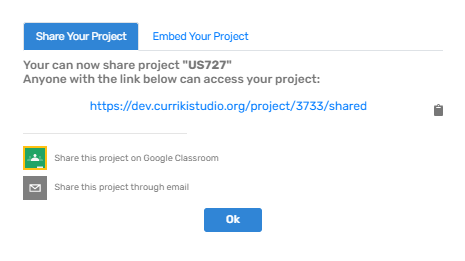 Share Your Project
Embed Your Project
Your can now share project "US727"
Anyone with the link below can access your project:
https://dev.currikistudio.org/project/3733/shared
Share this project on Google Classroom
Share this project through email
Ok